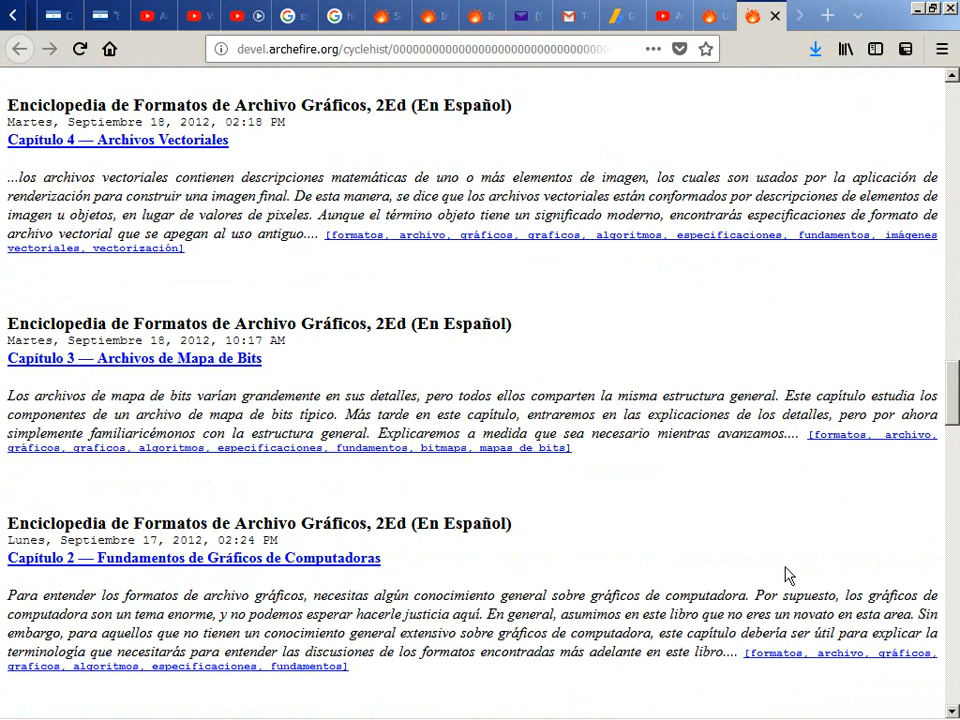 devel.archefire.org/cyclehist/00000000000000000000000000000
Enciclopedia de Formatos de Archivo Gráficos, 2Ed (En Español)
Martes, Septiembre 18, 2012, 02:18 PM
Capítulo 4 — Archivos Vectoriales
...los archivos vectoriales contienen descripciones matemáticas de uno o más elementos de imagen, los cuales son usados por la aplicación de
renderización para construir una imagen final. De esta manera, se dice que los archivos vectoriales están conformados por descripciones de elementos de
imagen u objetos, en lugar de valores de pixeles. Aunque el término objeto tiene un significado moderno, encontrarás especificaciones de formato de
archivo vectorial que se apegan al uso antiguo.... [formatos, archivo, gráficos, graficos, algoritmos, especificaciones, fundamentos, imágenes
vectoriales, vectorización]
Enciclopedia de Formatos de Archivo Gráficos, 2Ed (En Español)
Martes, Septiembre 18, 2012, 10:17 AM
Capítulo 3 — Archivos de Mapa de Bits
Los archivos de mapa de bits varían grandemente en sus detalles, pero todos ellos comparten la misma estructura general. Este capítulo estudia los
componentes de un archivo de mapa de bits típico. Más tarde en este capítulo, entraremos en las explicaciones de los detalles, pero por ahora
simplemente familiaricémonos con la estructura general. Explicaremos a medida que sea necesario mientras avanzamos.... [formatos, archivo,
gráficos, graficos, algoritmos, especificaciones, fundamentos, bitmaps, mapas de bits]
Enciclopedia de Formatos de Archivo Gráficos, 2Ed (En Español)
Lunes, Septiembre 17, 2012, 02:24 PM
Capítulo 2 — Fundamentos de Gráficos de Computadoras
Para entender los formatos de archivo gráficos, necesitas algún conocimiento general sobre gráficos de computadora. Por supuesto, los gráficos de
computadora son un tema enorme, y no podemos esperar hacerle justicia aquí. En general, asumimos en este libro que no eres un novato en esta area. Sin
embargo, para aquellos que no tienen un conocimiento general extensivo sobre gráficos de computadora, este capítulo debería ser útil para explicar la
terminología que necesitarás para entender las discusiones de los formatos encontradas más adelante en este libro.... [formatos, archivo, gráficos,
graficos, algoritmos, especificaciones, fundamentos]